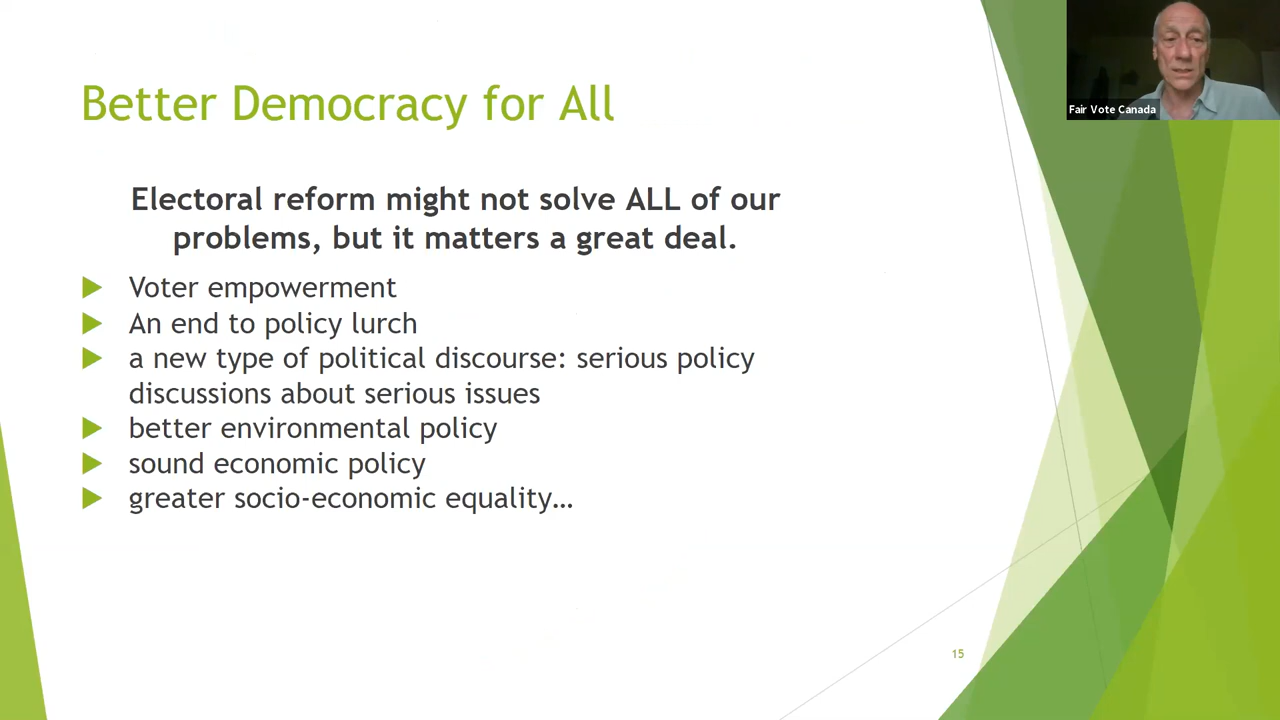 Better Democracy for All
Fair Vote Canada
Electoral reform might not solve ALL of our
problems, but it matters a great deal.
Voter empowerment
An end to policy lurch
a new type of political discourse: serious policy
discussions about serious issues
better environmental policy
sound economic policy
greater socio-economic equality…
15